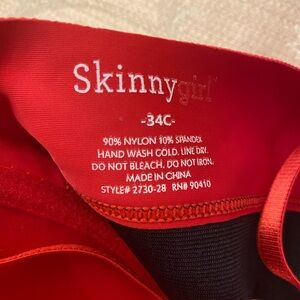 Skinnygirl
-34C-
90% NYLON 10% SPANDEX
HAND WASH COLD. LINE DRY.
DO NOT BLEACH. DO NOT IRON.
MADE IN CHINA
STYLE# 2730-28 RN# 90410